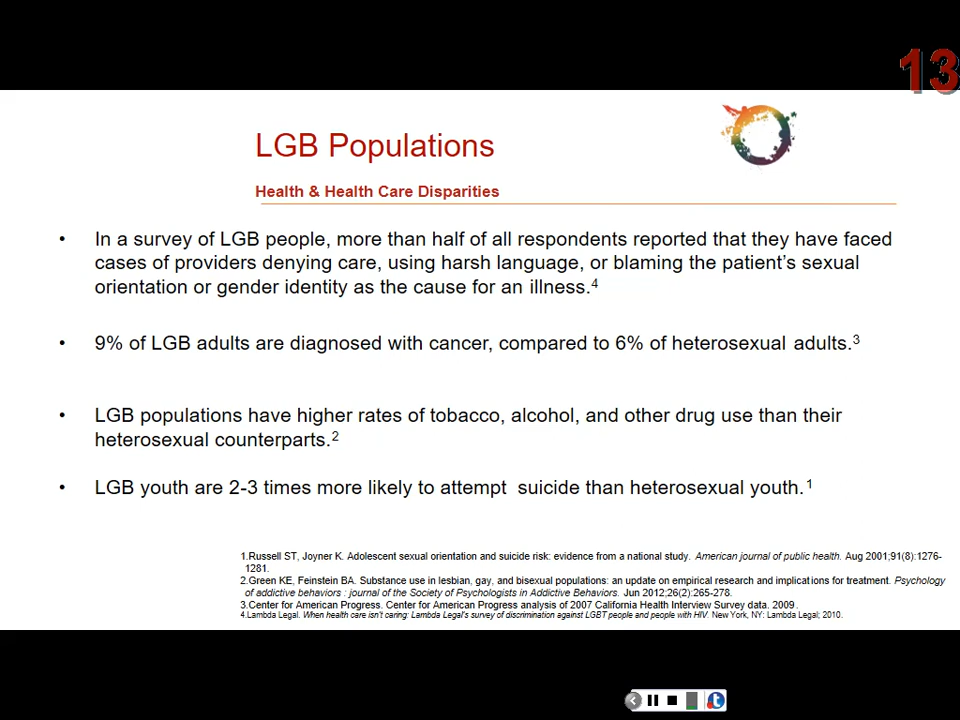 13
LGB Populations
Health & Health Care Disparities
• In a survey of LGB people, more than half of all respondents reported that they have faced
cases of providers denying care, using harsh language, or blaming the patient's sexual
orientation or gender identity as the cause for an illness.4
• 9% of LGB adults are diagnosed with cancer, compared to 6% of heterosexual adults.3
• LGB populations have higher rates of tobacco, alcohol, and other drug use than their
heterosexual counterparts.2
• LGB youth are 2-3 times more likely to attempt suicide than heterosexual youth.1
1.Russell ST, Joyner K. Adolescent sexual orientation and suicide risk: evidence from a national study. American journal of public health. Aug 2001;91(8):1276-
1281.
2.Green KE, Feinstein BA. Substance use in lesbian, gay, and bisexual populations: an update on empirical research and implications for treatment. Psychology
of addictive behaviors : journal of the Society of Psychologists in Addictive Behaviors. Jun 2012;26(2):265-278.
3.Center for American Progress. Center for American Progress analysis of 2007 California Health Interview Survey data. 2009.
4.Lambda Legal. When health care isn't caring: Lambda Legal's survey of discrimination against LGBT people and people with HIV. New York, NY: Lambda Legal; 2010.
t